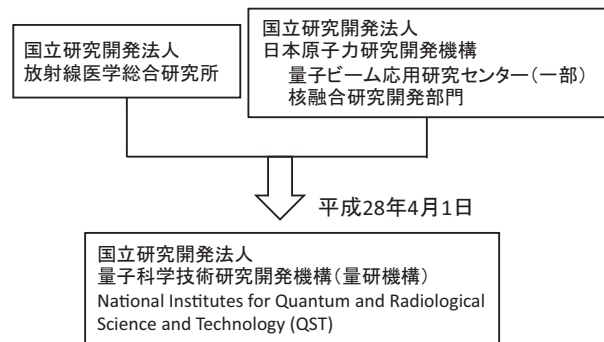 国立研究開発法人
放射線医学総合研究所
国立研究開発法人
日本原子力研究開発機構
量子ビーム応用研究センター(一部)
核融合研究開発部門
平成28年4月1日
国立研究開発法人
量子科学技術研究開発機構(量研機構)
National Institutes for Quantum and Radiological
Science and Technology (QST)